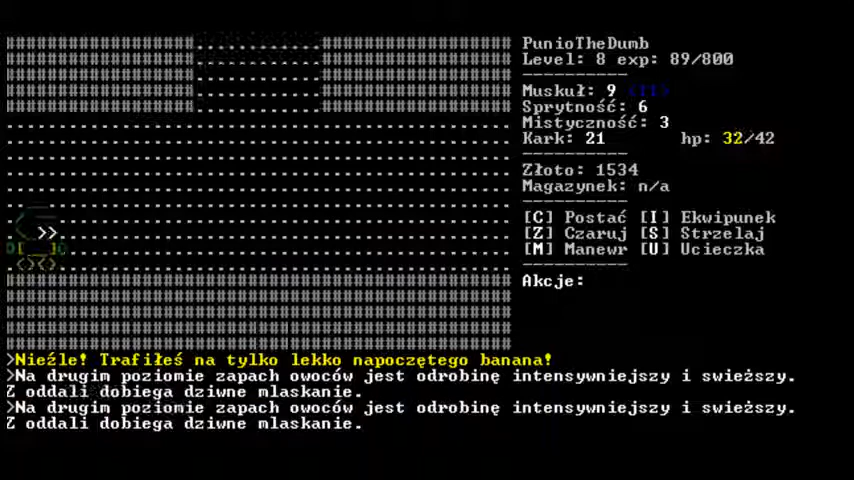 PunioTheDumb
Level: 8 exp: 89/800
----------
Muskuł: 9 (11)
Sprytność: 6
Mistyczność: 3
Kark: 21 hp: 32/42
----------
Złoto: 1534
Magazynek: n/a
----------
[C] Postać [I] Ekwipunek
[Z] Czaruj [S] Strzelaj
[M] Manewr [U] Ucieczka
----------
Akcje:
>Nieźle! Trafiłeś na tylko lekko napoczętego banana!
>Na drugim poziomie zapach owoców jest odrobinę intensywniejszy i swieższy.
Z oddali dobiega dziwne mlaskanie.
>Na drugim poziomie zapach owoców jest odrobinę intensywniejszy i swieższy.
Z oddali dobiega dziwne mlaskanie.